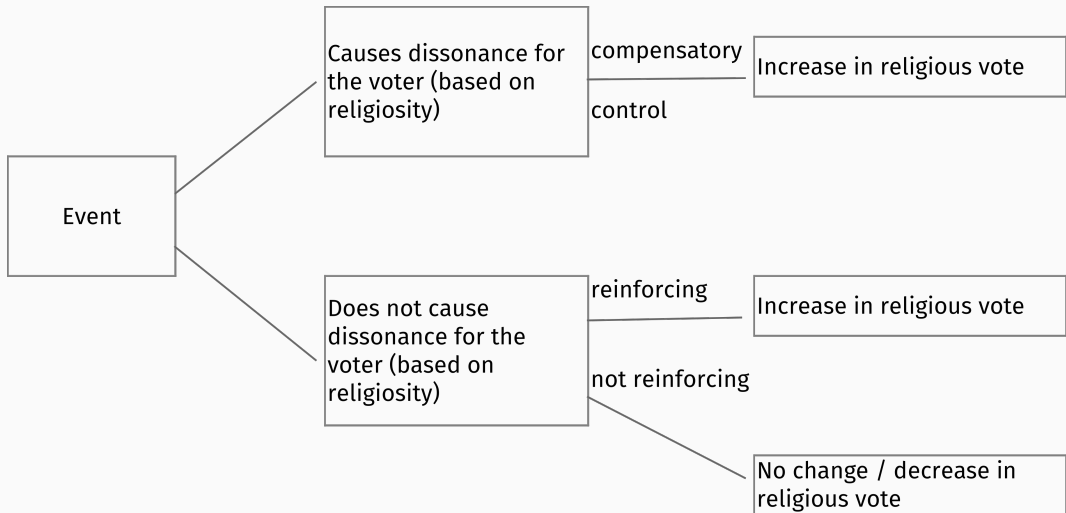 Causes dissonance for
the voter (based on
religiosity)
compensatory
control
Increase in religious vote
Event
Does not cause
dissonance for the
voter (based on
religiosity)
reinforcing
Increase in religious vote
not reinforcing
No change / decrease in
religious vote